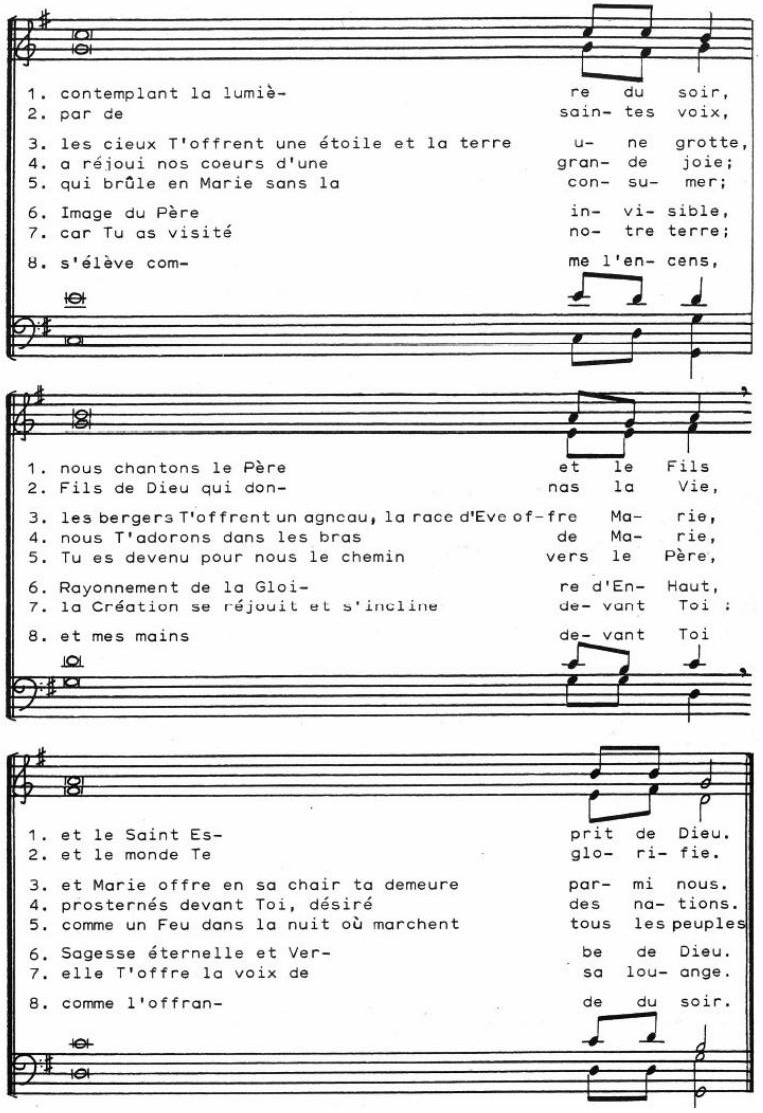 1. contemplant la lumiè- re du soir,
2. par de sain- tes voix,
3. les cieux T'offrent une étoile et la terre u- ne grotte,
4. a réjoui nos coeurs d'une gran- de joie;
5. qui brûle en Marie sans la con- su- mer;
6. Image du Père in- vi- sible,
7. car Tu as visité no- tre terre;
8. s'élève com- me l'en- cens,
1. nous chantons le Père et le Fils
2. Fils de Dieu qui don- nas la Vie,
3. les bergers T'offrent un agneau, la race d'Eve of-fre Ma- rie,
4. nous T'adorons dans les bras de Ma- rie,
5. Tu es devenu pour nous le chemin vers le Père,
6. Rayonnement de la Gloi- re d'En- Haut,
7. la Création se réjouit et s'incline de- vant Toi ;
8. et mes mains de- vant Toi
1. et le Saint Es- prit de Dieu.
2. et le monde Te glo- ri- fie.
3. et Marie offre en sa chair ta demeure par- mi nous.
4. prosternés devant Toi, désiré des na- tions.
5. comme un Feu dans la nuit où marchent tous les peuples
6. Sagesse éternelle et Ver- be de Dieu.
7. elle T'offre la voix de sa lou- ange.
8. comme l'offran- de du soir.